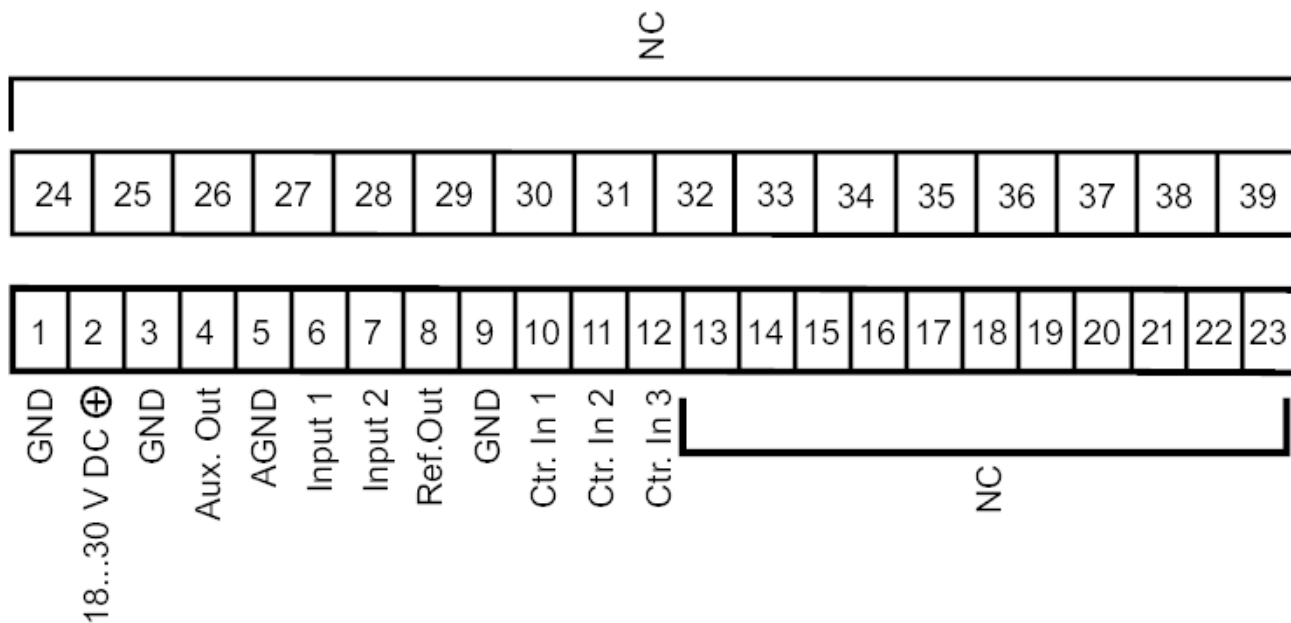 NC
24 25 26 27 28 29 30 31 32 33 34 35 36 37 38 39
1 2 3 4 5 6 7 8 9 10 11 12 13 14 15 16 17 18 19 20 21 22 23
GND
18...30 V DC ⊕
GND
Aux. Out
AGND
Input 1
Input 2
Ref.Out
GND
Ctr. In 1
Ctr. In 2
Ctr. In 3
NC